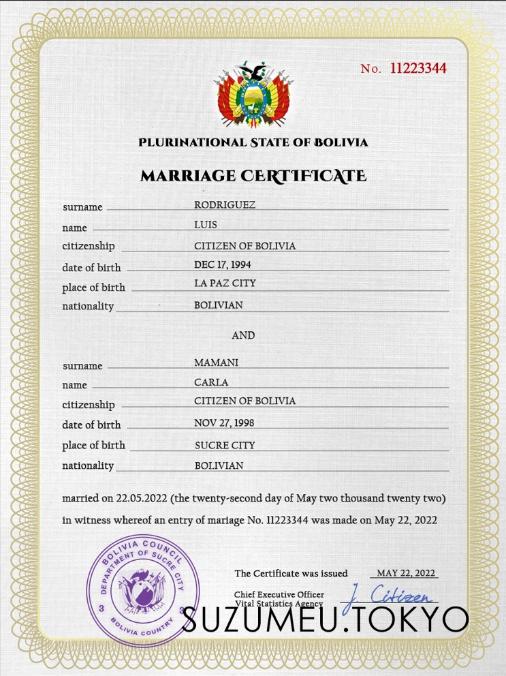 No. 11223344
PLURINATIONAL STATE OF BOLIVIA
MARRIAGE CERTIFICATE
surname RODRIGUEZ
name LUIS
citizenship CITIZEN OF BOLIVIA
date of birth DEC 17, 1994
place of birth LA PAZ CITY
nationality BOLIVIAN
AND
surname MAMANI
name CARLA
citizenship CITIZEN OF BOLIVIA
date of birth NOV 27, 1998
place of birth SUCRE CITY
nationality BOLIVIAN
married on 22.05.2022 (the twenty-second day of May two thousand twenty two)
in witness whereof an entry of mariage No. 11223344 was made on May 22, 2022
BOLIVIA COUNCIL
DEPARTMENT OF SUCRE CITY
3 3
BOLIVIA COUNTRY
The Certificate was issued MAY 22, 2022
Chief Executive Officer
Vital Statistics Agency J Citizen
SUZUMEU.TOKYO